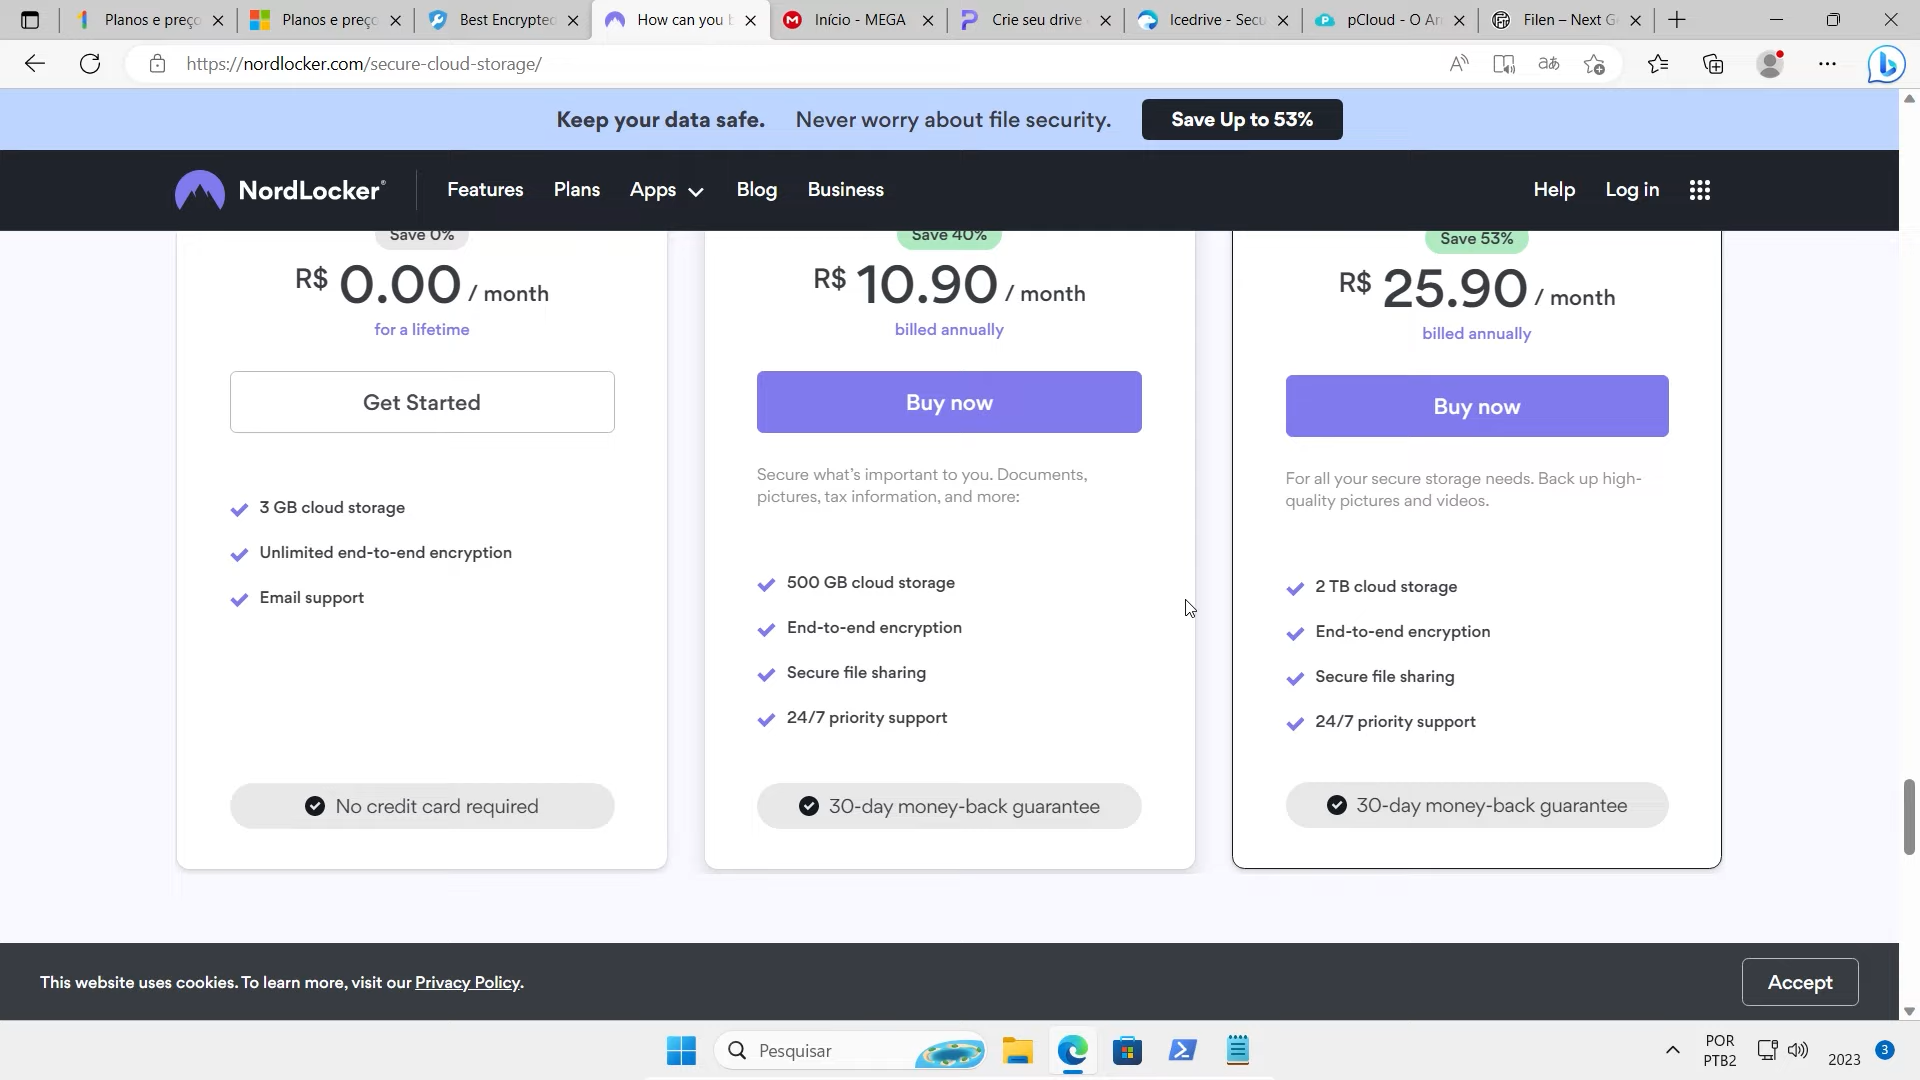 Planos e preço
Planos e preço
Best Encrypted
How can you b
Início - MEGA
Crie seu drive
Icedrive - Secu
pCloud - O Ar
Filen – Next G
https://nordlocker.com/secure-cloud-storage/
Keep your data safe. Never worry about file security. Save Up to 53%
NordLocker® Features Plans Apps Blog Business Help Log in
Save 0%
R$ 0.00 / month
for a lifetime
Get Started
3 GB cloud storage
Unlimited end-to-end encryption
Email support
No credit card required
Save 40%
R$ 10.90 / month
billed annually
Buy now
Secure what's important to you. Documents,
pictures, tax information, and more:
500 GB cloud storage
End-to-end encryption
Secure file sharing
24/7 priority support
30-day money-back guarantee
Save 53%
R$ 25.90 / month
billed annually
Buy now
For all your secure storage needs. Back up high-
quality pictures and videos.
2 TB cloud storage
End-to-end encryption
Secure file sharing
24/7 priority support
30-day money-back guarantee
This website uses cookies. To learn more, visit our Privacy Policy.
Accept
Pesquisar
POR
PTB2
2023
3